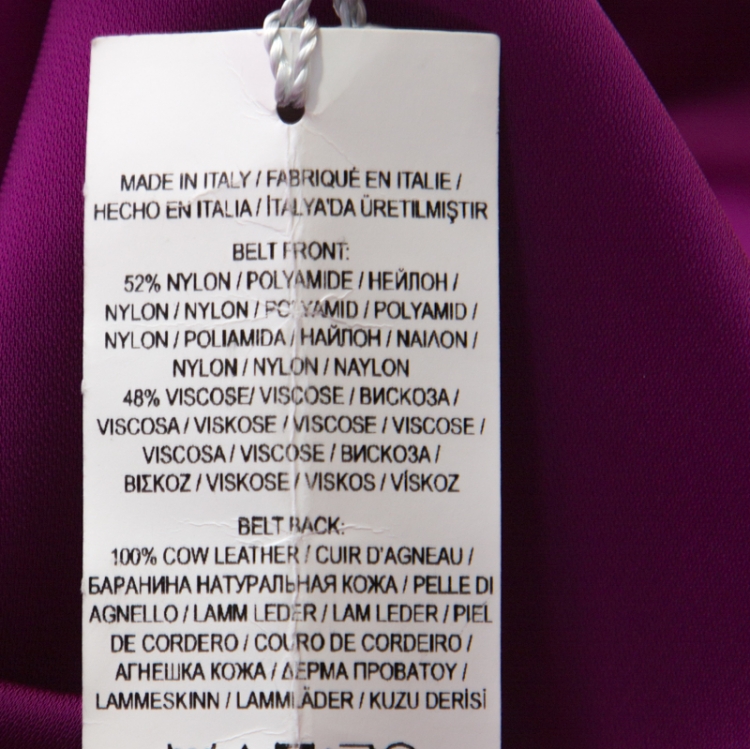 MADE IN ITALY / FABRIQUÉ EN ITALIE /
HECHO EN ITALIA / İTALYA'DA ÜRETILMIŞTIR
BELT FRONT:
52% NYLON / POLYAMIDE / НЕЙЛОН /
NYLON / NYLON / POLYAMID / POLYAMID /
NYLON / POLIAMIDA / НАЙЛОН / ΝΑΙΛΟΝ /
NYLON / NYLON / NAYLON
48% VISCOSE/ VISCOSE / ВИСКОЗА /
VISCOSA / VISKOSE / VISCOSE / VISCOSE /
VISCOSA / VISCOSE / ВИСКОЗА /
ΒΙΣΚΟΖ / VISKOSE / VISKOS / VİSKOZ
BELT BACK:
100% COW LEATHER / CUIR D'AGNEAU /
БАРАНИНА НАТУРАЛЬНАЯ КОЖА / PELLE DI
AGNELLO / LAMM LEDER / LAM LEDER / PIEL
DE CORDERO / COURO DE CORDEIRO /
АГНЕШКА КОЖА / ΔΕΡΜΑ ΠΡΟΒΑΤΟΥ /
LAMMESKINN / LAMMLÄDER / KUZU DERİSİ